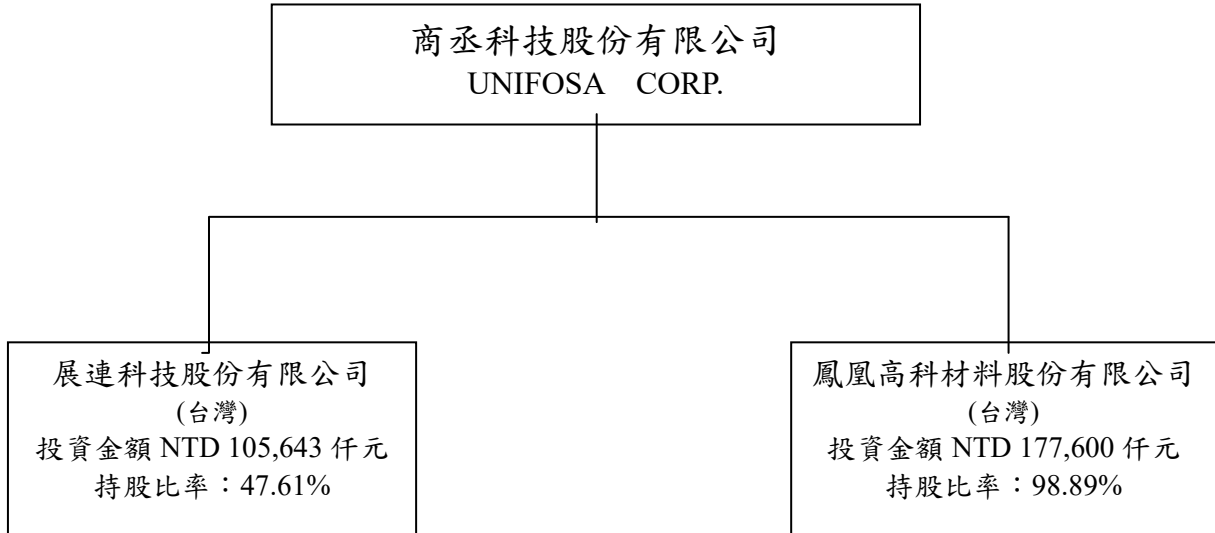 商丞科技股份有限公司
UNIFOSA CORP.
展連科技股份有限公司
(台灣)
投資金額 NTD 105,643 仟元
持股比率：47.61%
鳳凰高科材料股份有限公司
(台灣)
投資金額 NTD 177,600 仟元
持股比率：98.89%